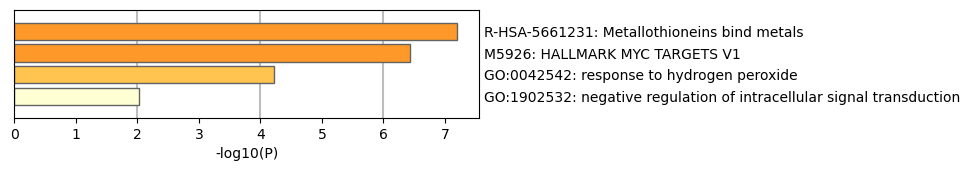 R-HSA-5661231: Metallothioneins bind metals
M5926: HALLMARK MYC TARGETS V1
GO:0042542: response to hydrogen peroxide
GO:1902532: negative regulation of intracellular signal transduction
0 1 2 3 4 5 6 7
-log10(P)